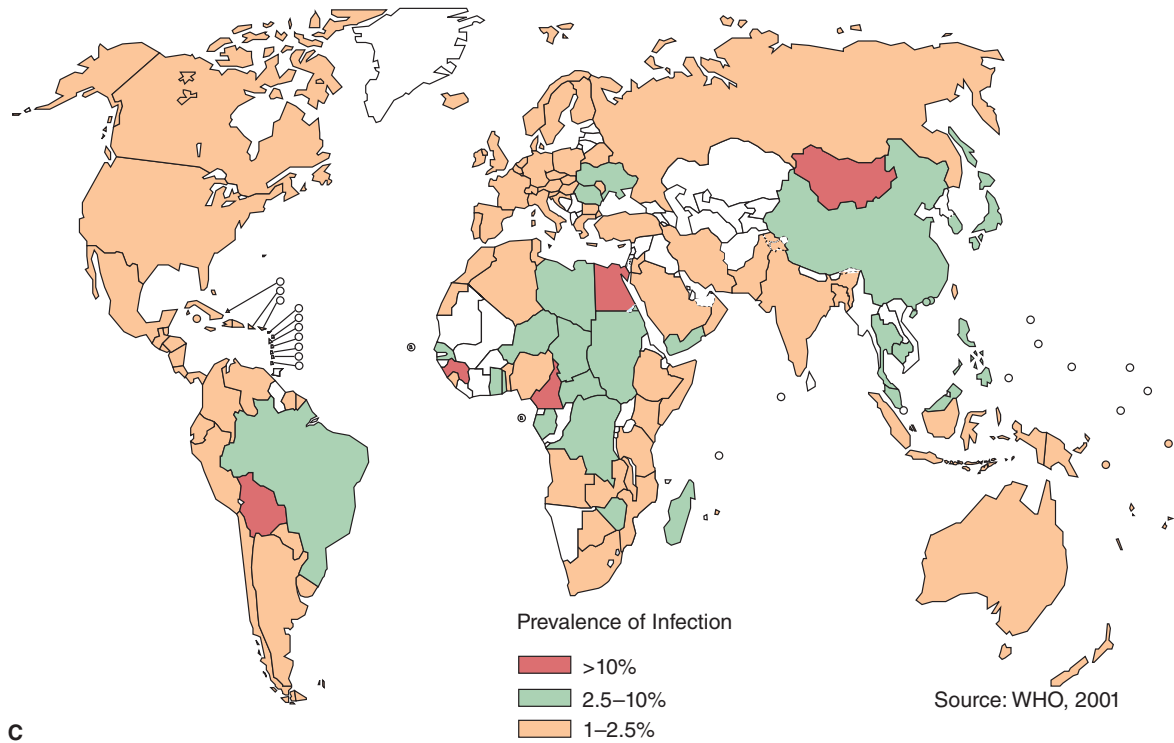 Prevalence of Infection
>10%
2.5–10%
1–2.5%
Source: WHO, 2001
C